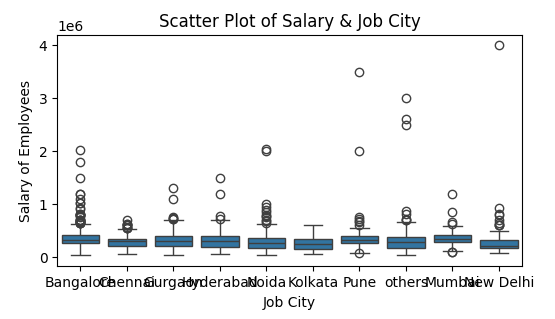 Scatter Plot of Salary & Job City
1e6
4
3
2
1
0
Salary of Employees
Bangalore Chennai Gurgaon Hyderabad Noida Kolkata Pune others Mumbai New Delhi
Job City